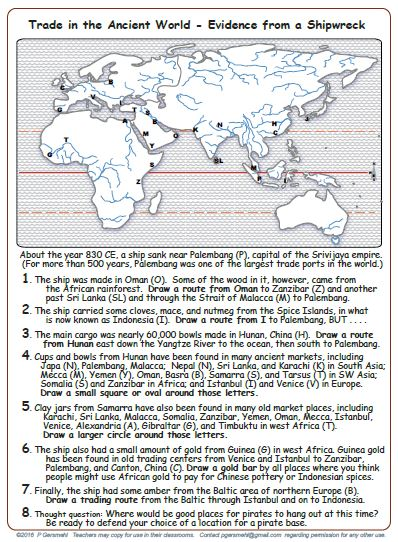 Trade in the Ancient World - Evidence from a Shipwreck
V
G
T
S
A
B
J
K
N
H
C
M
O
G
T
Y
S
SL
M
Z
P
I
About the year 830 CE, a ship sank near Palembang (P), capital of the Srivijaya empire.
(For more than 500 years, Palembang was one of the largest trade ports in the world.)
1. The ship was made in Oman (O). Some of the wood in it, however, came
from the African rainforest. Draw a route from Oman to Zanzibar (Z) and another
past Sri Lanka (SL) and through the Strait of Malacca (M) to Palembang.
2. The ship carried some cloves, mace, and nutmeg from the Spice Islands, in what
is now known as Indonesia (I). Draw a route from I to Palembang, BUT . . . .
3. The main cargo was nearly 60,000 bowls made in Hunan, China (H). Draw a route
from Hunan east down the Yangtze River to the ocean, then south to Palembang.
4. Cups and bowls from Hunan have been found in many ancient markets, including
Japa (N), Palembang, Malacca; Nepal (N), Sri Lanka, and Karachi (K) in South Asia;
Mecca (M), Yemen (Y), Oman, Basra (B), Samarra (S), and Tarsus (T) in SW Asia;
Somalia (S) and Zanzibar in Africa; and Istanbul (I) and Venice (V) in Europe.
Draw a small square or oval around those letters.
5. Clay jars from Samarra have also been found in many old market places, including
Karachi, Sri Lanka, Malacca, Somalia, Zanzibar, Yemen, Oman, Mecca, Istanbul,
Venice, Alexandria (A), Gibraltar (G), and Timbuktu in west Africa (T).
Draw a larger circle around those letters.
6. The ship also had a small amount of gold from Guinea (G) in west Africa. Guinea gold
has been found in old trading centers from Venice and Istanbul to Zanzibar,
Palembang, and Canton, China (C). Draw a gold bar by all places where you think
people might use African gold to pay for Chinese pottery or Indonesian spices.
7. Finally, the ship had some amber from the Baltic area of northern Europe (B).
Draw a trading route from the Baltic through Istanbul and on to Indonesia.
8. Thought question: Where would be good places for pirates to hang out at this time?
Be ready to defend your choice of a location for a pirate base.
©2016 P Gersmehl Teachers may copy for use in their classrooms. Contact pgersmehl@gmail.com regarding permission for any other use.